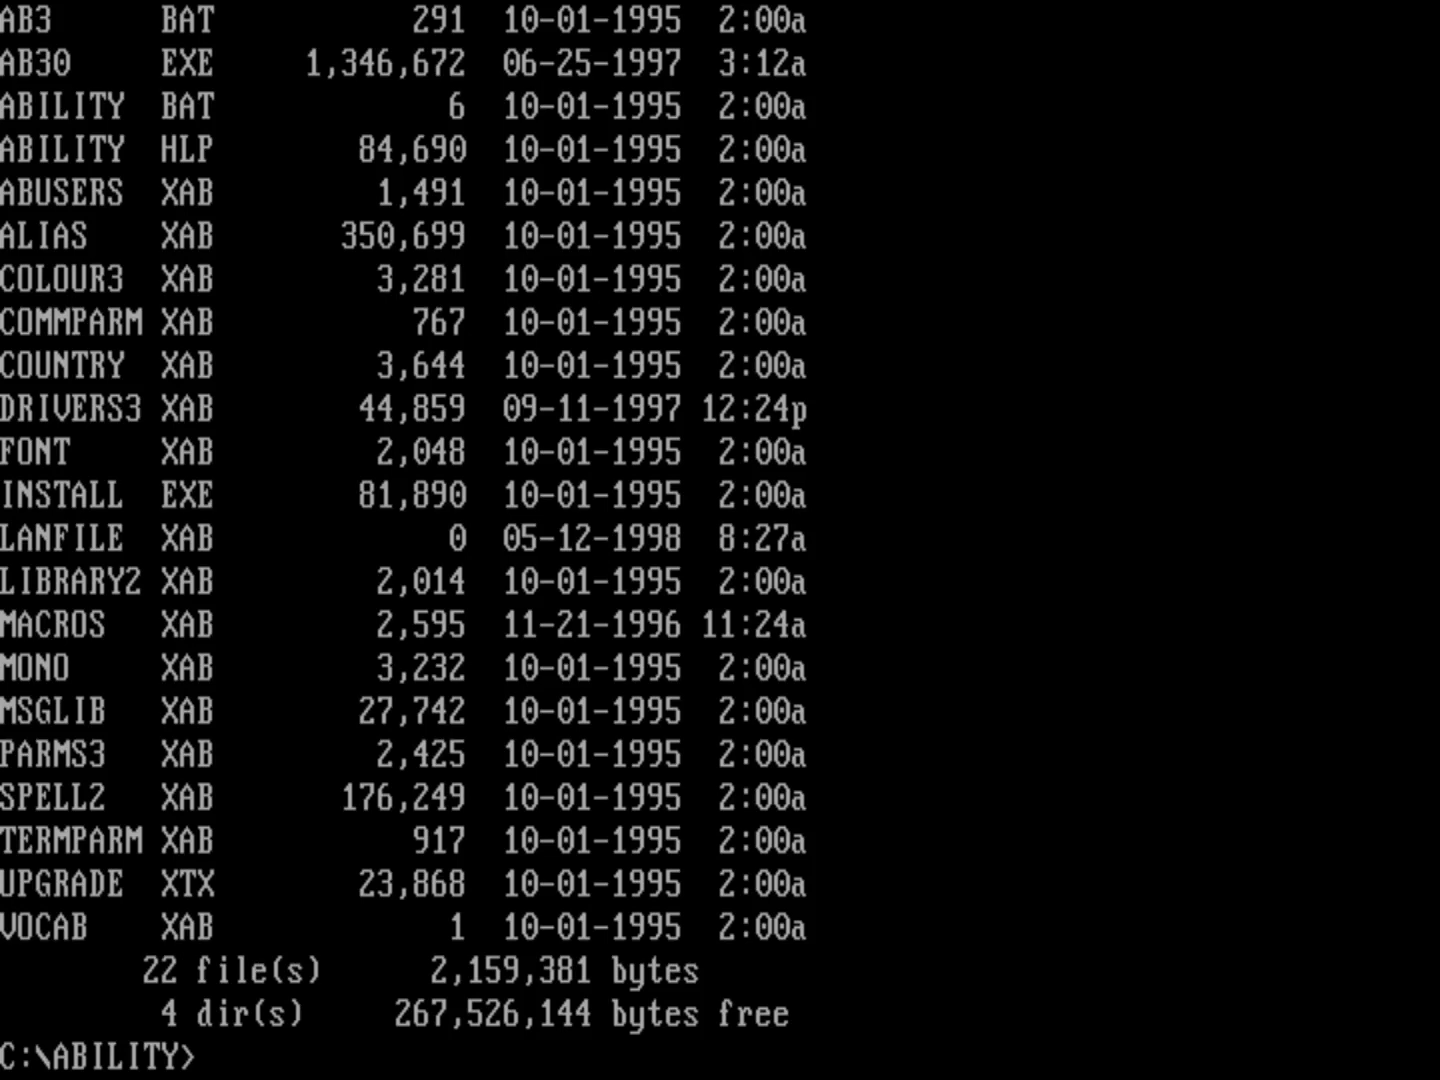 AB3      BAT           291  10-01-1995  2:00a
AB30     EXE     1,346,672  06-25-1997  3:12a
ABILITY  BAT             6  10-01-1995  2:00a
ABILITY  HLP        84,690  10-01-1995  2:00a
ABUSERS  XAB         1,491  10-01-1995  2:00a
ALIAS    XAB       350,699  10-01-1995  2:00a
COLOUR3  XAB         3,281  10-01-1995  2:00a
COMMPARM XAB           767  10-01-1995  2:00a
COUNTRY  XAB         3,644  10-01-1995  2:00a
DRIVERS3 XAB        44,859  09-11-1997 12:24p
FONT     XAB         2,048  10-01-1995  2:00a
INSTALL  EXE        81,890  10-01-1995  2:00a
LANFILE  XAB             0  05-12-1998  8:27a
LIBRARY2 XAB         2,014  10-01-1995  2:00a
MACROS   XAB         2,595  11-21-1996 11:24a
MONO     XAB         3,232  10-01-1995  2:00a
MSGLIB   XAB        27,742  10-01-1995  2:00a
PARMS3   XAB         2,425  10-01-1995  2:00a
SPELL2   XAB       176,249  10-01-1995  2:00a
TERMPARM XAB           917  10-01-1995  2:00a
UPGRADE  XTX        23,868  10-01-1995  2:00a
VOCAB    XAB             1  10-01-1995  2:00a
        22 file(s)      2,159,381 bytes
         4 dir(s)     267,526,144 bytes free
C:\ABILITY>